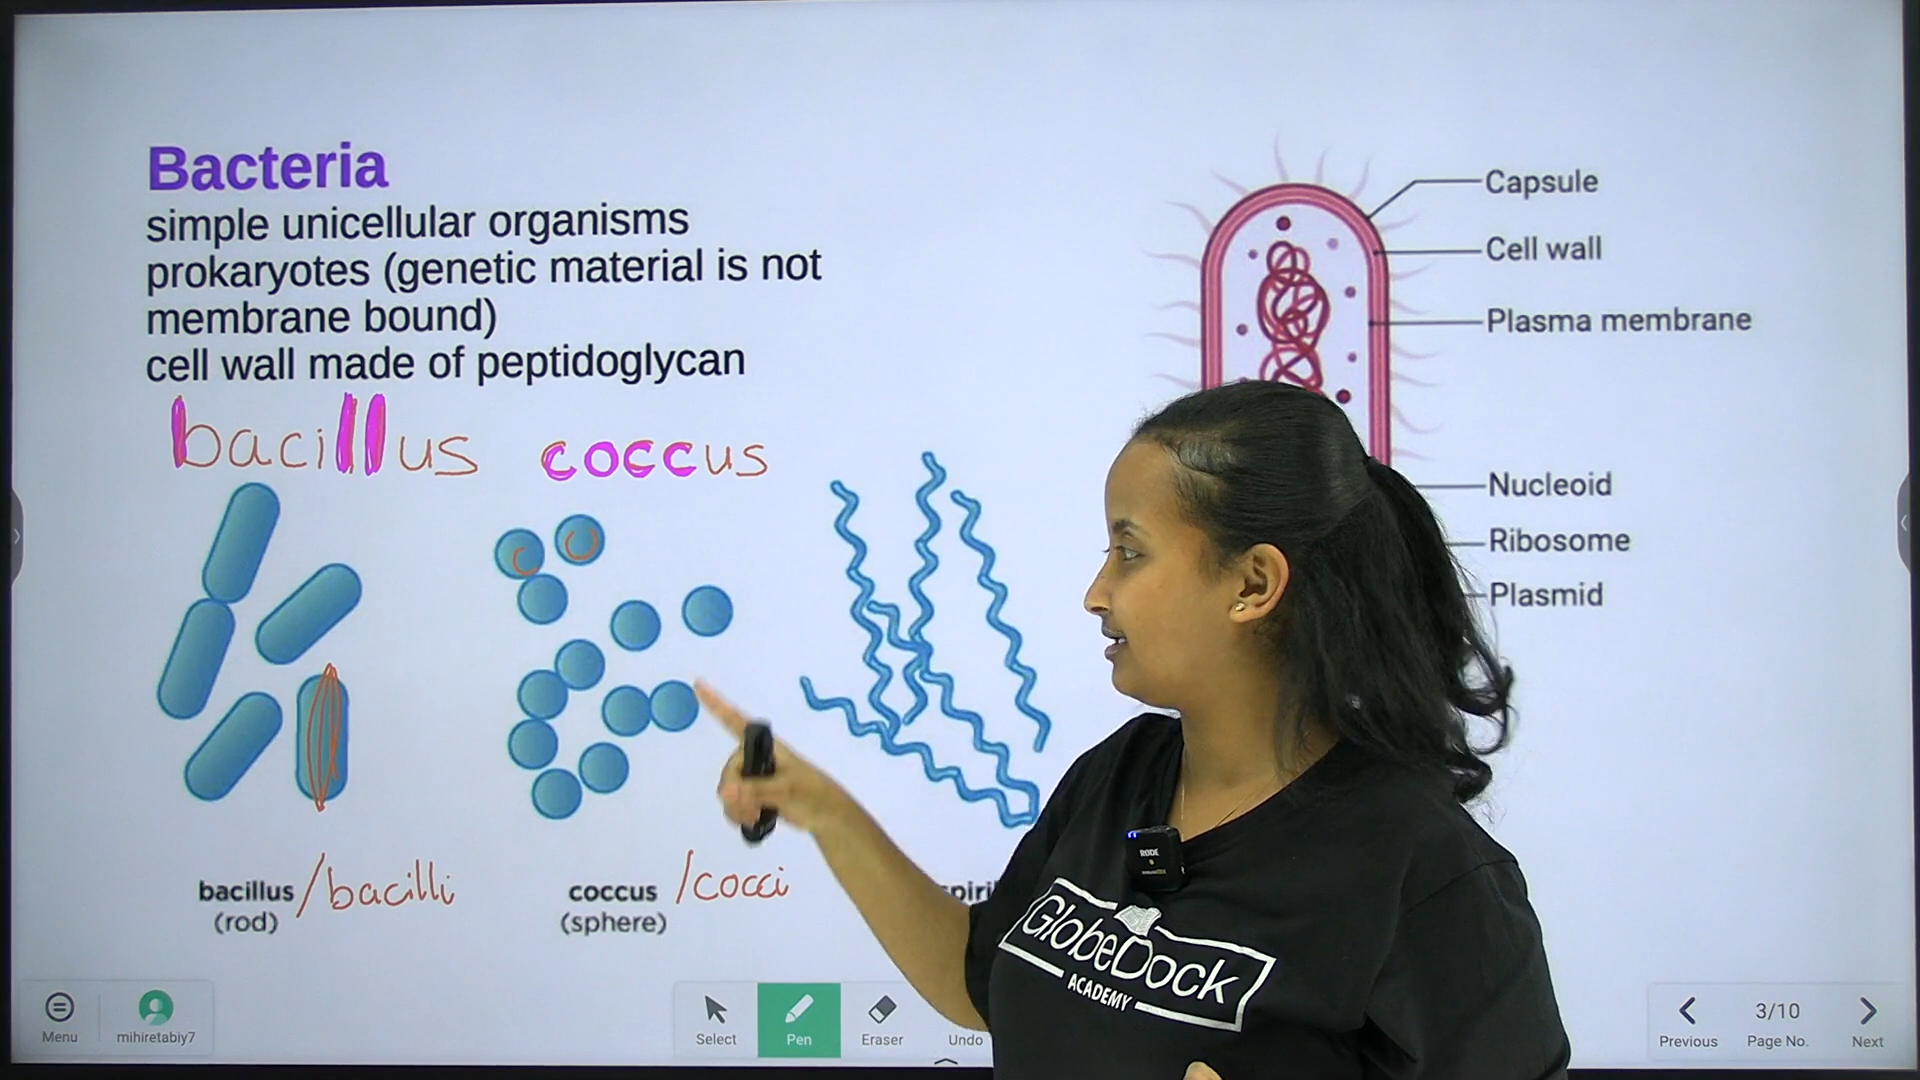 Bacteria
simple unicellular organisms
prokaryotes (genetic material is not
membrane bound)
cell wall made of peptidoglycan
bacillus coccus
bacillus /bacilli
(rod)
coccus /cocci
(sphere)
Capsule
Cell wall
Plasma membrane
Nucleoid
Ribosome
Plasmid
RODE
GlobeDock
ACADEMY
Menu
mihiretabiy7
Select
Pen
Eraser
Undo
Previous
3/10
Page No.
Next